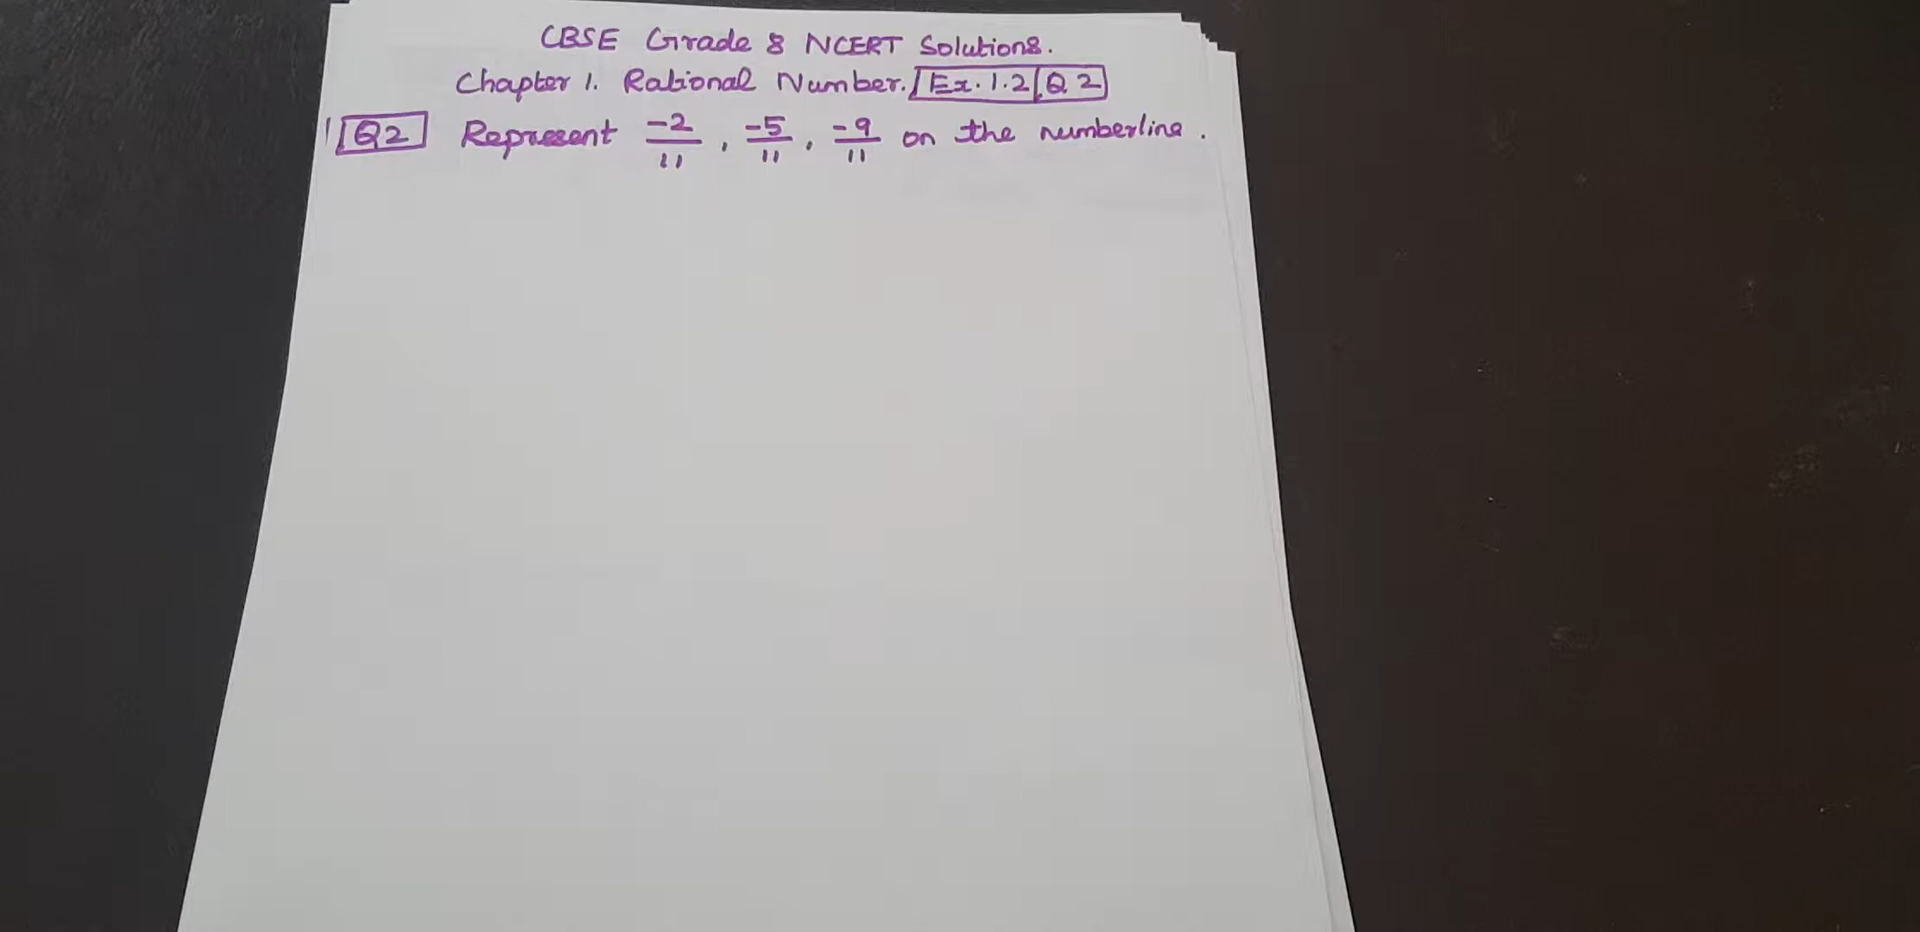 CBSE Grade 8 NCERT Solutions.
Chapter 1. Rational Number. Ex. 1.2 Q 2
Q2 Represent -2/11, -5/11, -9/11 on the numberline.